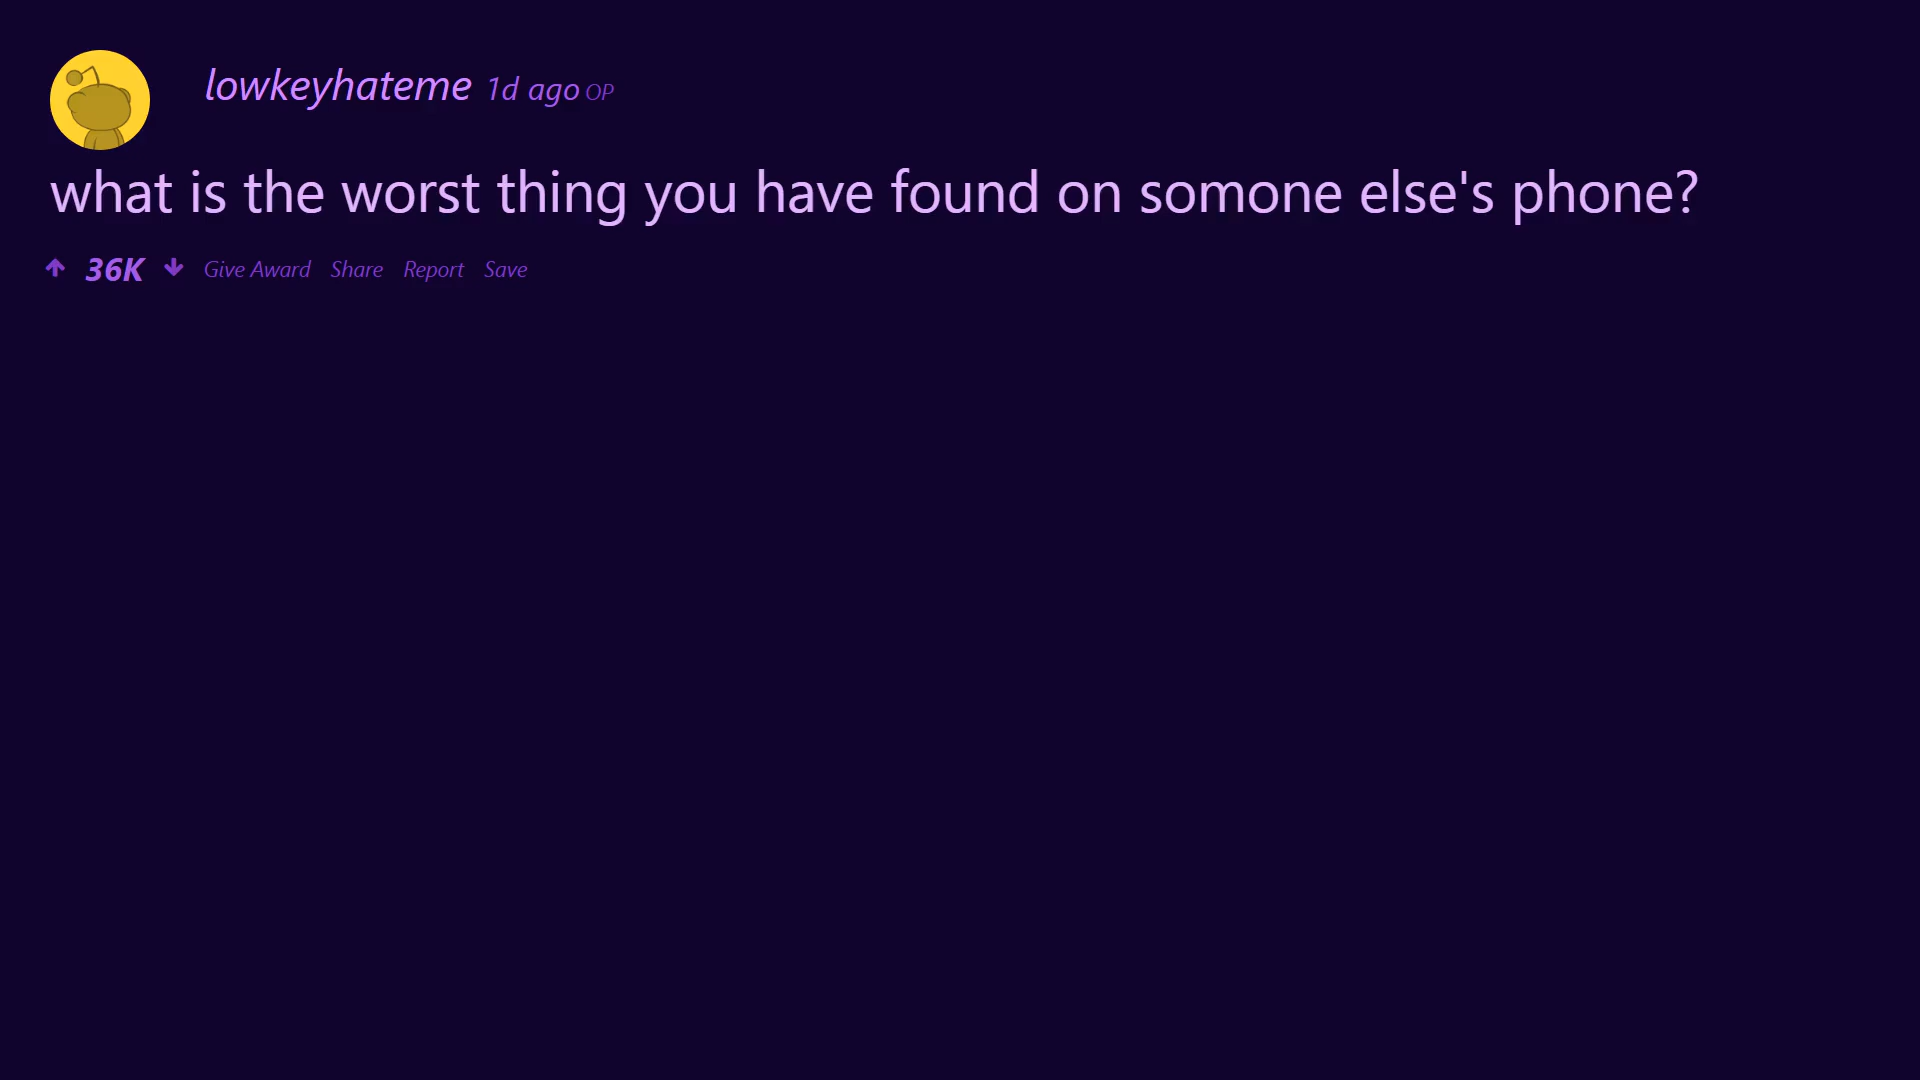 lowkeyhateme 1d ago OP
what is the worst thing you have found on somone else's phone?
36K Give Award Share Report Save